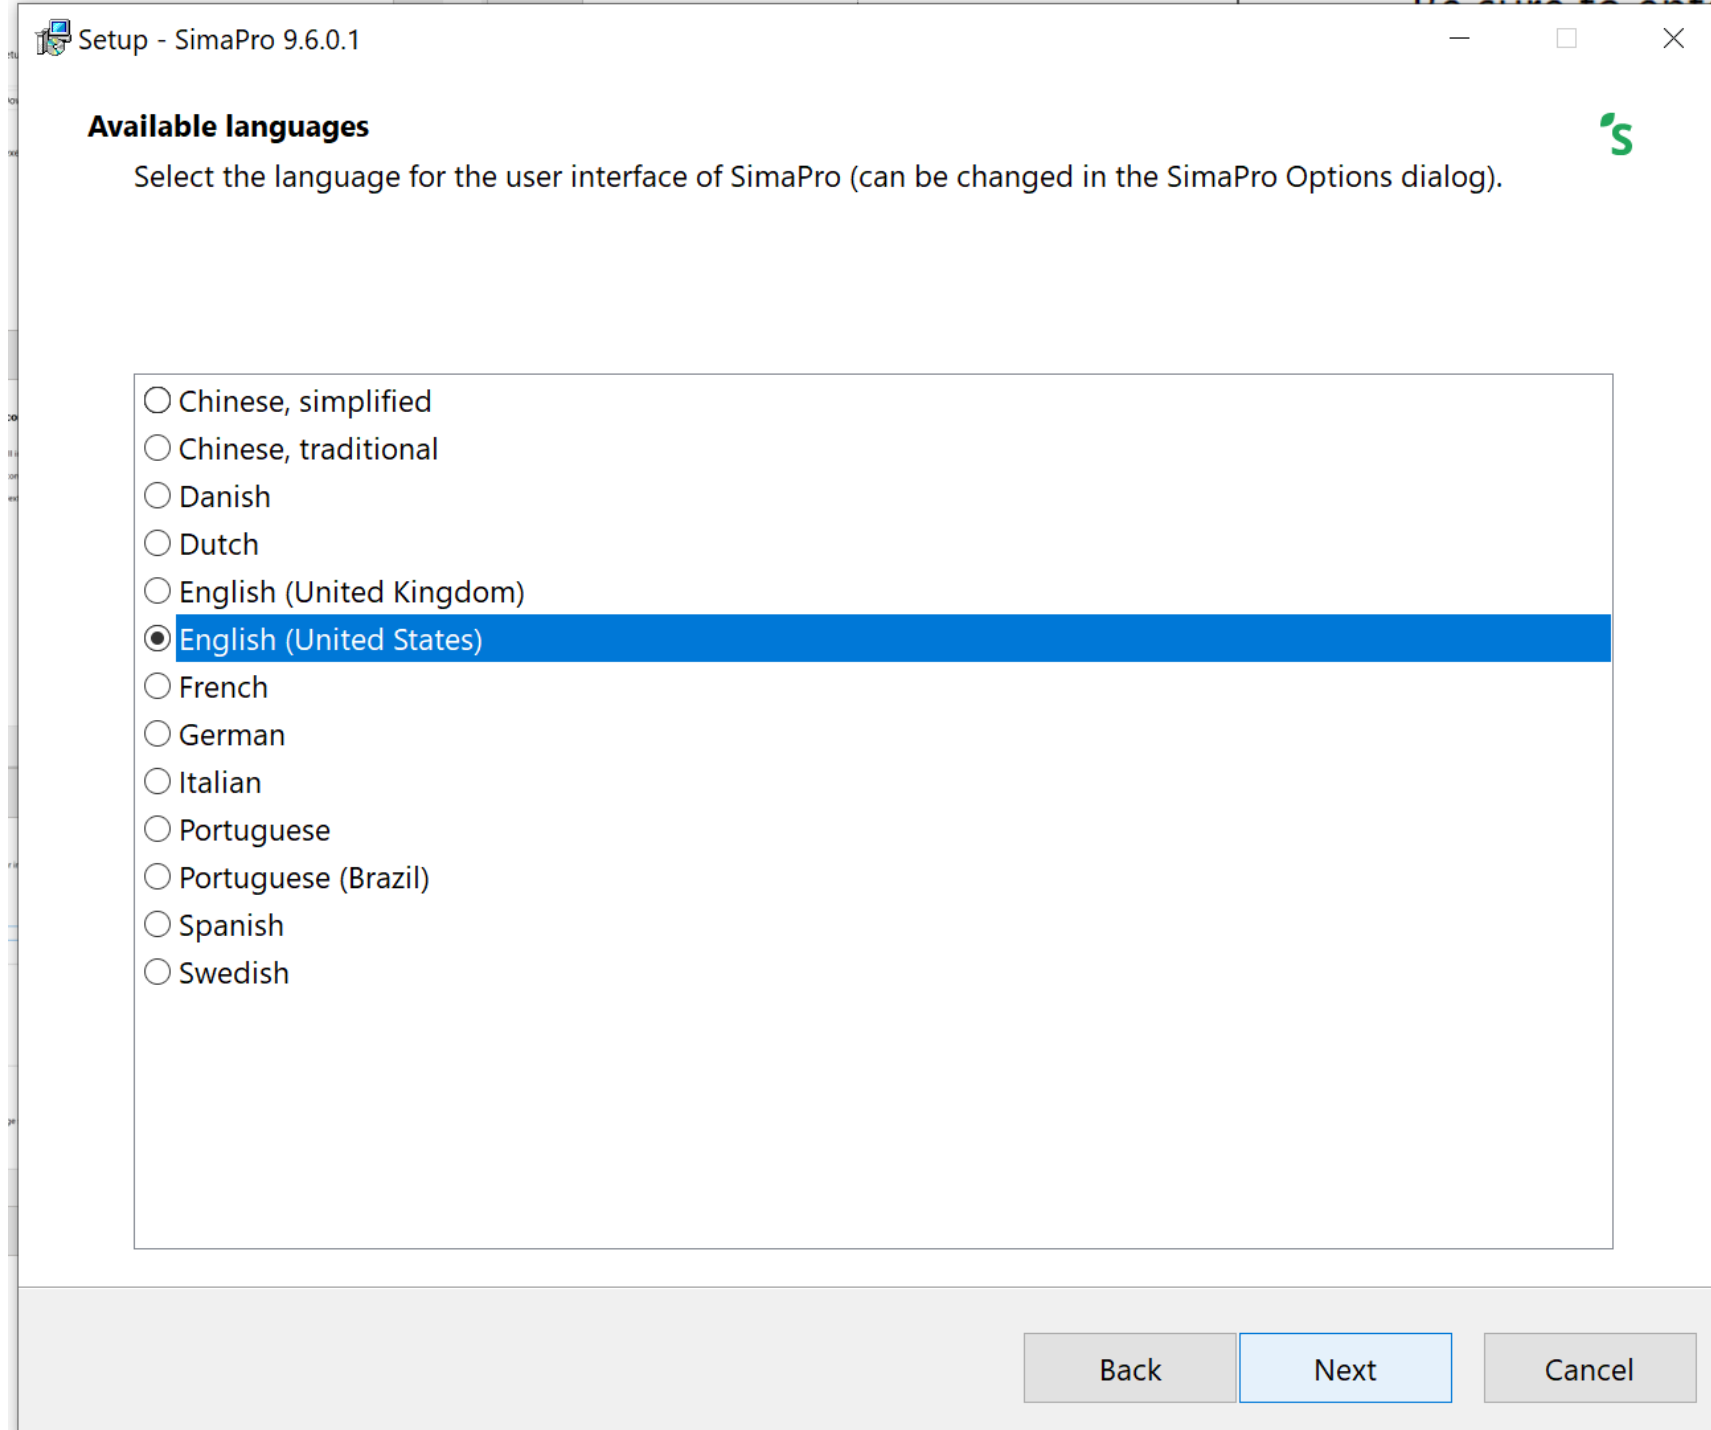 Setup - SimaPro 9.6.0.1
Available languages
Select the language for the user interface of SimaPro (can be changed in the SimaPro Options dialog).
Chinese, simplified
Chinese, traditional
Danish
Dutch
English (United Kingdom)
English (United States)
French
German
Italian
Portuguese
Portuguese (Brazil)
Spanish
Swedish
Back
Next
Cancel